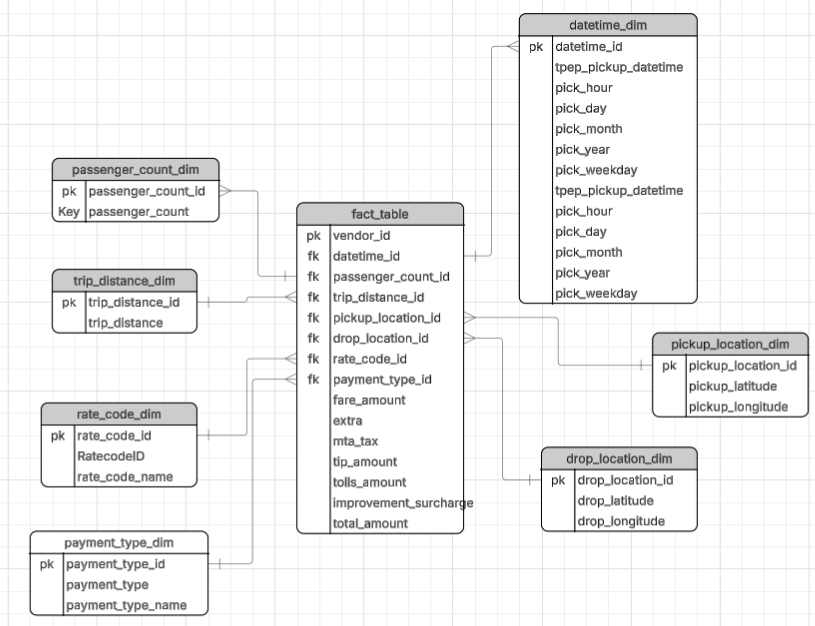 datetime_dim
pk datetime_id
tpep_pickup_datetime
pick_hour
pick_day
pick_month
pick_year
pick_weekday
tpep_pickup_datetime
pick_hour
pick_day
pick_month
pick_year
pick_weekday
passenger_count_dim
pk passenger_count_id
Key passenger_count
fact_table
pk vendor_id
fk datetime_id
fk passenger_count_id
fk trip_distance_id
fk pickup_location_id
fk drop_location_id
fk rate_code_id
fk payment_type_id
fare_amount
extra
mta_tax
tip_amount
tolls_amount
improvement_surcharge
total_amount
trip_distance_dim
pk trip_distance_id
trip_distance
pickup_location_dim
pk pickup_location_id
pickup_latitude
pickup_longitude
rate_code_dim
pk rate_code_id
RatecodeID
rate_code_name
drop_location_dim
pk drop_location_id
drop_latitude
drop_longitude
payment_type_dim
pk payment_type_id
payment_type
payment_type_name